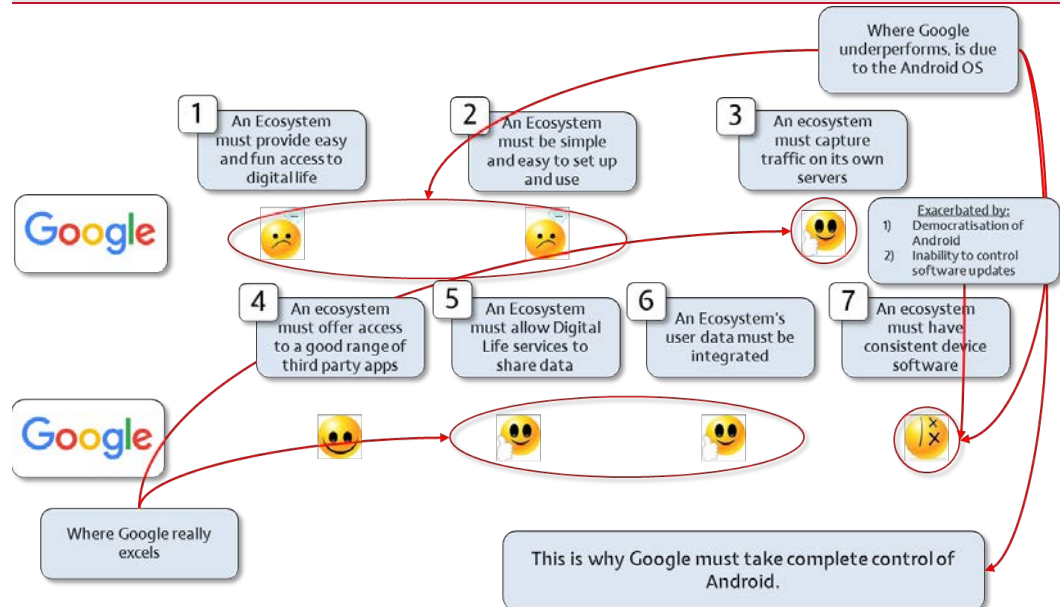 Where Google
underperforms, is due
to the Android OS
1
An Ecosystem
must provide easy
and fun access to
digital life
2
An Ecosystem
must be simple
and easy to set up
and use
3
An ecosystem
must capture
traffic on its own
servers
Google
Exacerbated by:
1) Democratisation of
Android
2) Inability to control
software updates
4
An ecosystem
must offer access
to a good range of
third party apps
5
An Ecosystem
must allow Digital
Life services to
share data
6
An Ecosystem's
user data must be
integrated
7
An ecosystem
must have
consistent device
software
Google
Where Google really
excels
This is why Google must take complete control of
Android.